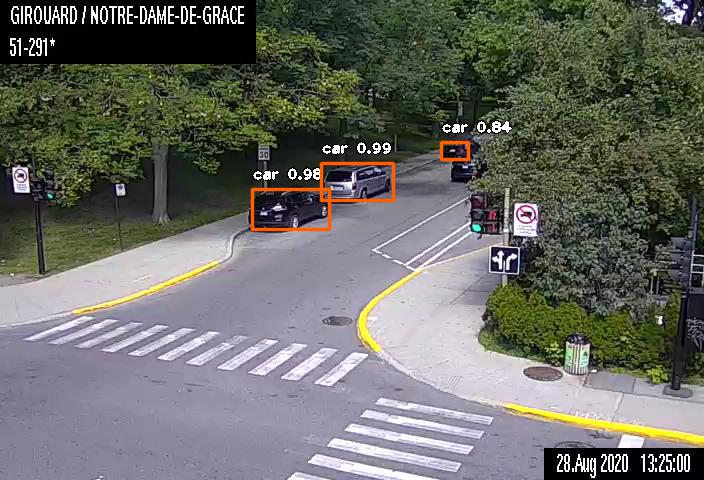 GIROUARD / NOTRE-DAME-DE-GRACE
51-291*
car 0.84
car 0.99
car 0.98
30
28.Aug 2020 13:25:00